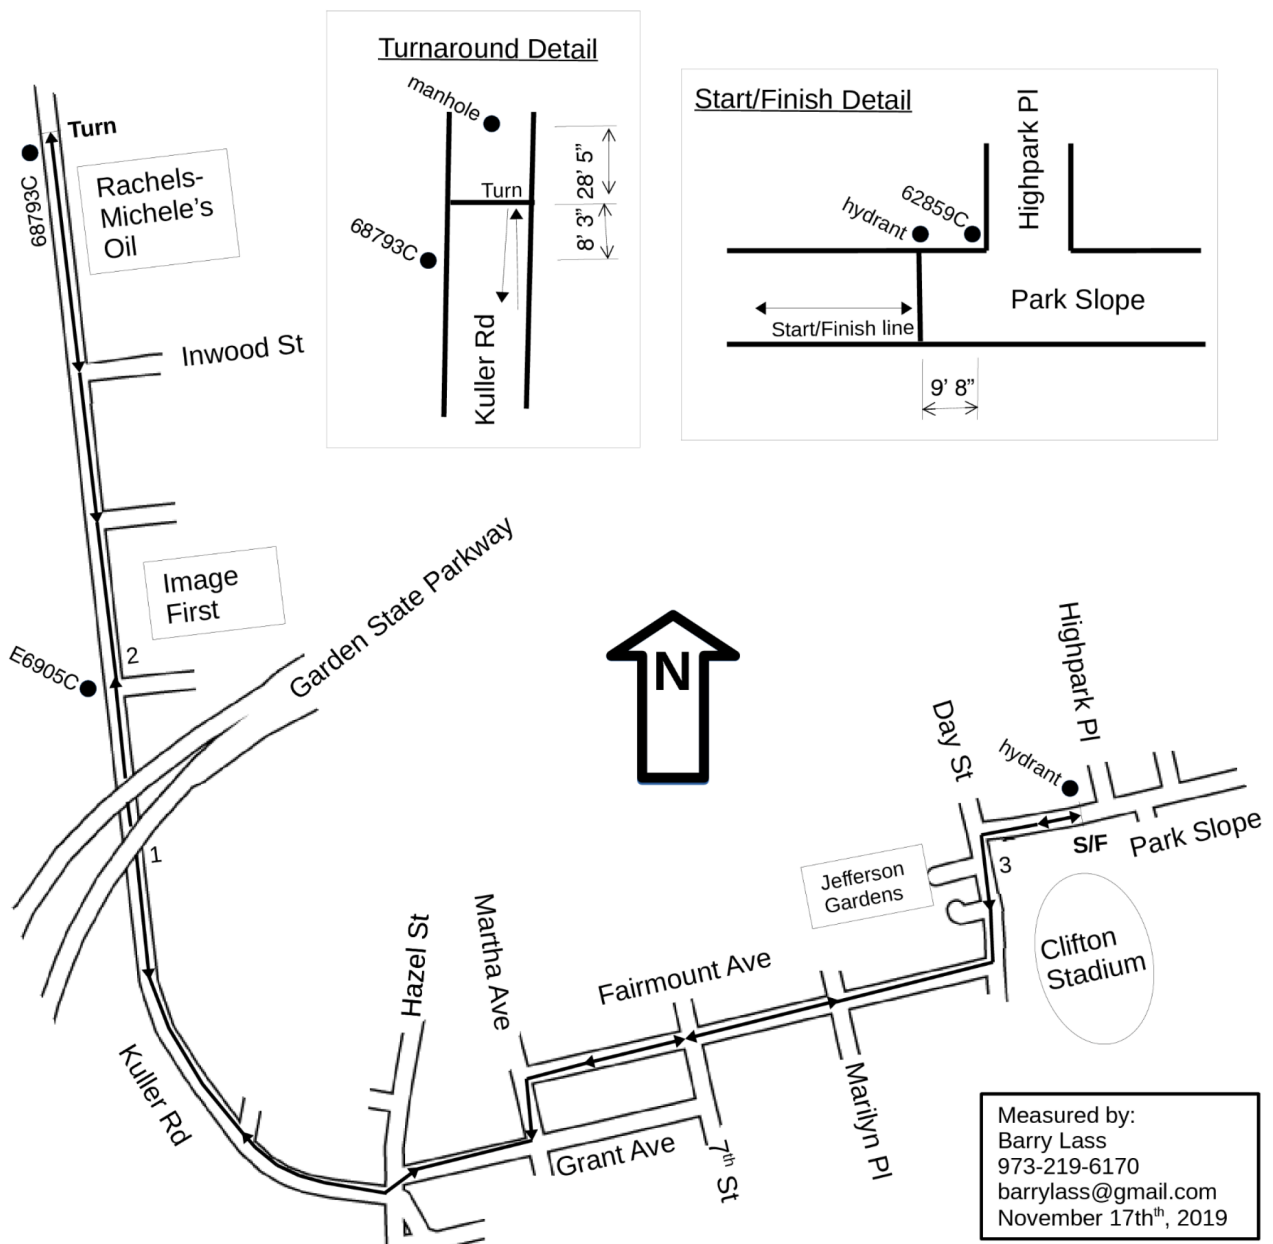 Turnaround Detail
manhole
Turn
28’ 5”
8’ 3”
68793C
Kuller Rd
Start/Finish Detail
Highpark Pl
62859C
hydrant
Park Slope
Start/Finish line
9’ 8”
Turn
68793C
Rachels-
Michele’s
Oil
Inwood St
Image
First
Garden State Parkway
2
E6905C
N
1
Highpark Pl
Day St
hydrant
S/F
Park Slope
3
Jefferson
Gardens
Clifton
Stadium
Hazel St
Martha Ave
Fairmount Ave
Kuller Rd
Marilyn Pl
Grant Ave
7th St
Measured by:
Barry Lass
973-219-6170
barrylass@gmail.com
November 17thth, 2019